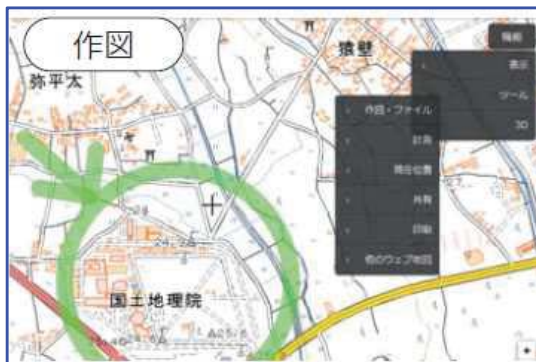 作図
猿壁
弥平太
国土地理院
機能
表示
ツール
3D
作図・ファイル
計測
現在位置
共有
印刷
他のウェブ地図